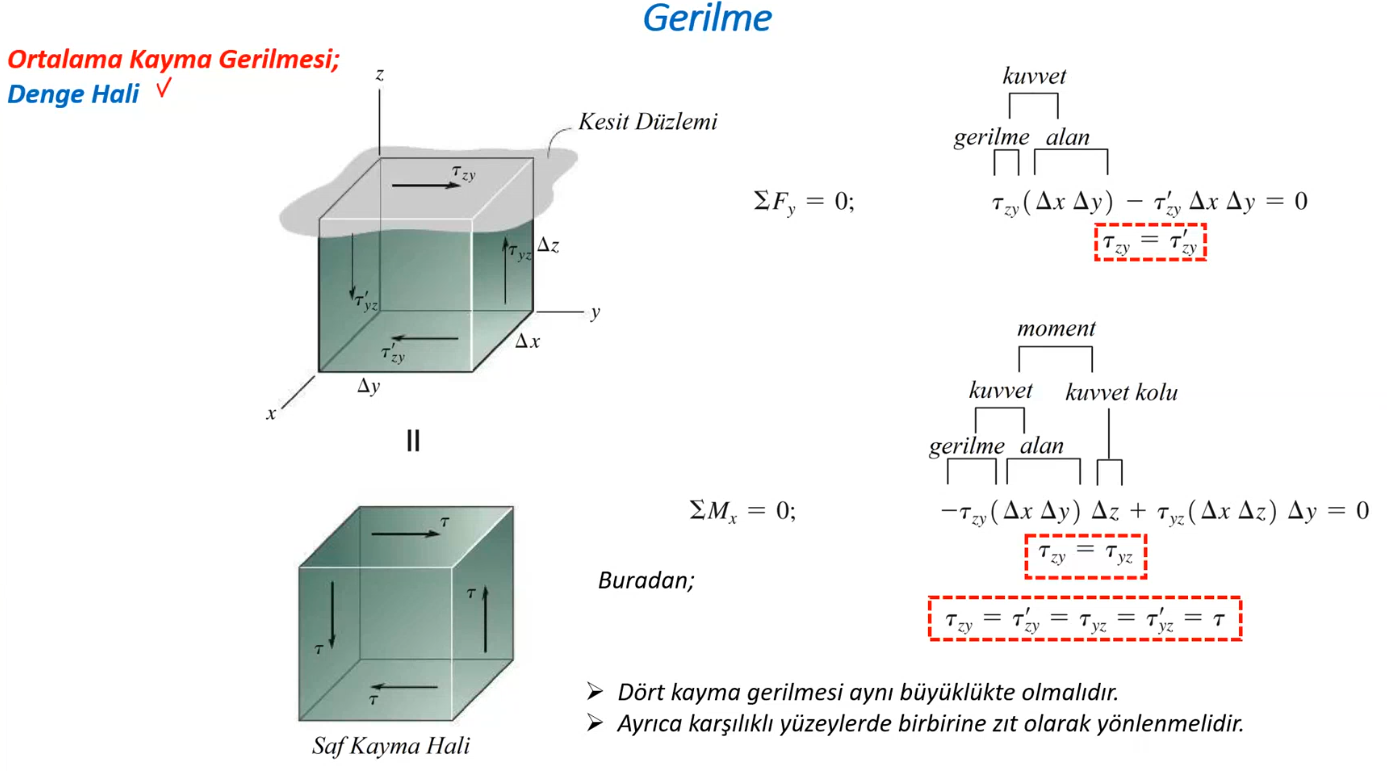 Gerilme
Ortalama Kayma Gerilmesi;
Denge Hali ✓
z
Kesit Düzlemi
τzy
τyz Δz
τ′yz
y
τ′zy
Δx
Δy
x
=
τ
τ
τ
τ
Saf Kayma Hali
kuvvet
gerilme alan
ΣFy = 0; τzy(Δx Δy) − τ′zy Δx Δy = 0
τzy = τ′zy
moment
kuvvet kuvvet kolu
gerilme alan
ΣMx = 0; −τzy(Δx Δy) Δz + τyz(Δx Δz) Δy = 0
τzy = τyz
Buradan;
τzy = τ′zy = τyz = τ′yz = τ
➢ Dört kayma gerilmesi aynı büyüklükte olmalıdır.
➢ Ayrıca karşılıklı yüzeylerde birbirine zıt olarak yönlenmelidir.